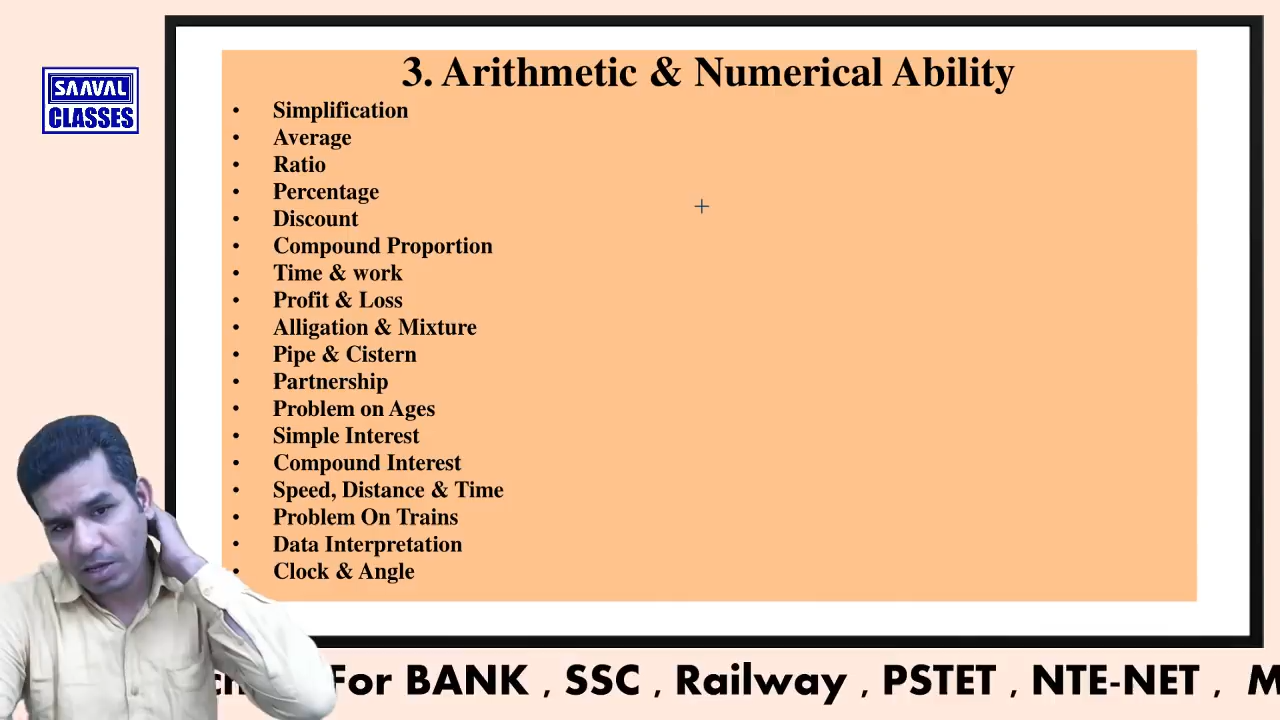 SAAVAL
CLASSES
3. Arithmetic & Numerical Ability
• Simplification
• Average
• Ratio
• Percentage
• Discount
• Compound Proportion
• Time & work
• Profit & Loss
• Alligation & Mixture
• Pipe & Cistern
• Partnership
• Problem on Ages
• Simple Interest
• Compound Interest
• Speed, Distance & Time
• Problem On Trains
• Data Interpretation
• Clock & Angle
For BANK , SSC , Railway , PSTET , NTE-NET ,